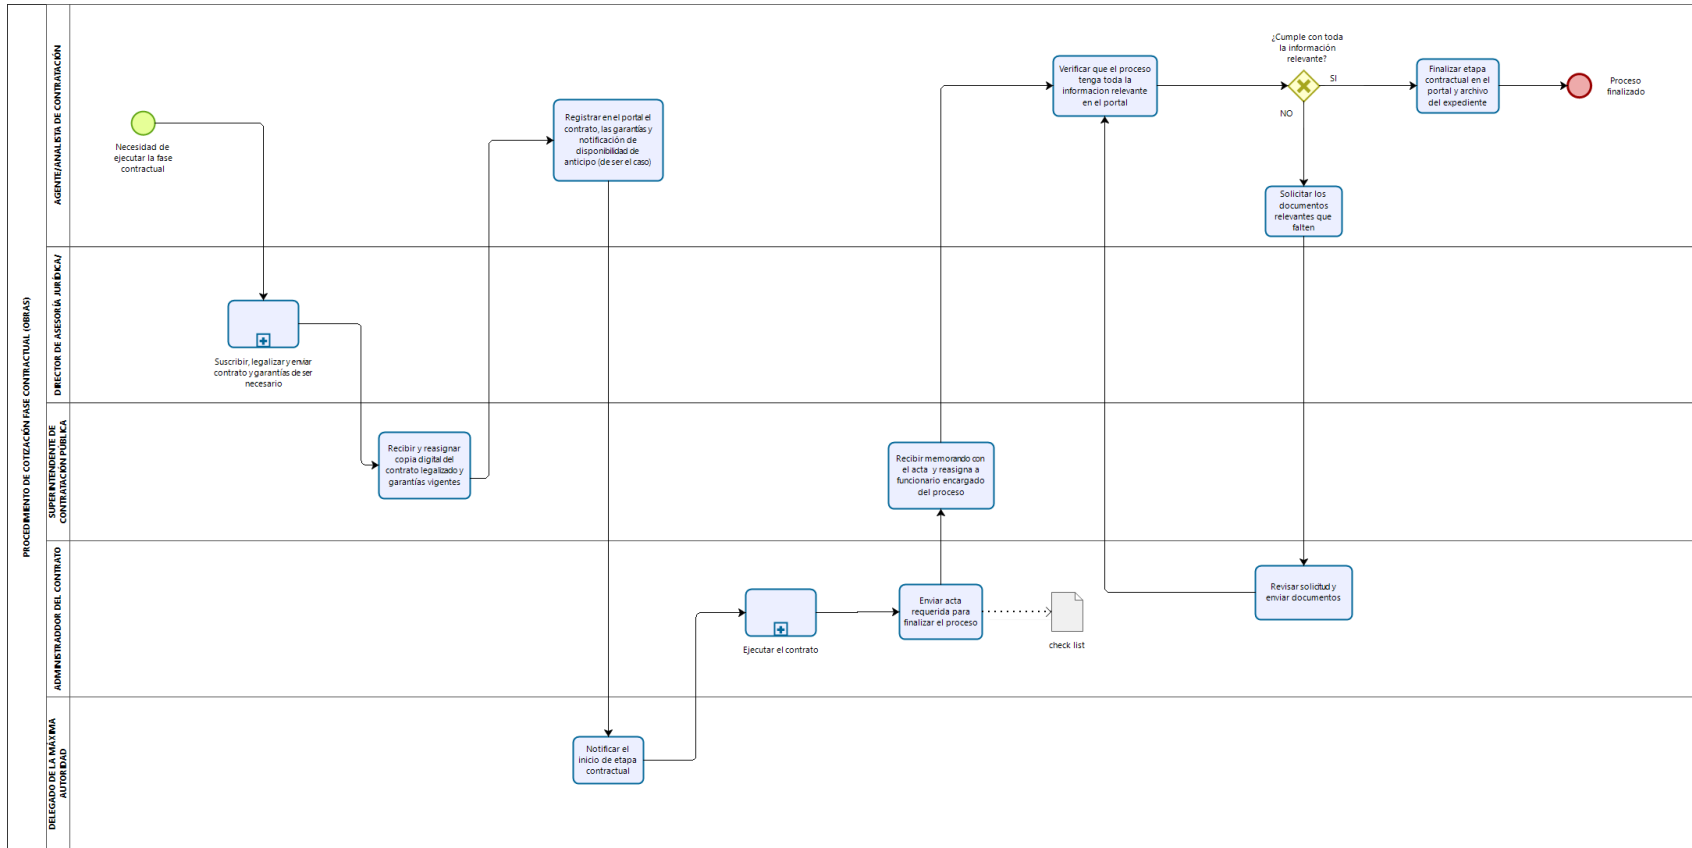 PROCEDIMIENTO DE COTIZACIÓN FASE CONTRACTUAL (OBRAS)
AGENTE/ANALISTA DE CONTRATACIÓN
Necesidad de
ejecutar la fase
contractual
Registrar en el portal el
contrato, las garantías y
notificación de
disponibilidad de
anticipo (de ser el caso)
Verificar que el proceso
tenga toda la
informacion relevante
en el portal
¿Cumple con toda
la información
relevante?
SI
NO
Finalizar etapa
contractual en el
portal y archivo
del expediente
Proceso
finalizado
Solicitar los
documentos
relevantes que
falten
DIRECTOR DE ASESORÍA JURÍDICA/
Suscribir, legalizar y enviar
contrato y garantías de ser
necesario
SUPERINTENDENTE DE
CONTRATACIÓN PÚBLICA
Recibir y reasignar
copia digital del
contrato legalizado y
garantías vigentes
Recibir memorando con
el acta y reasigna a
funcionario encargado
del proceso
ADMINISTRADDOR DEL CONTRATO
Ejecutar el contrato
Enviar acta
requerida para
finalizar el proceso
check list
Revisar solicitud y
enviar documentos
DELEGADO DE LA MÁXIMA
AUTORIDAD
Notificar el
inicio de etapa
contractual